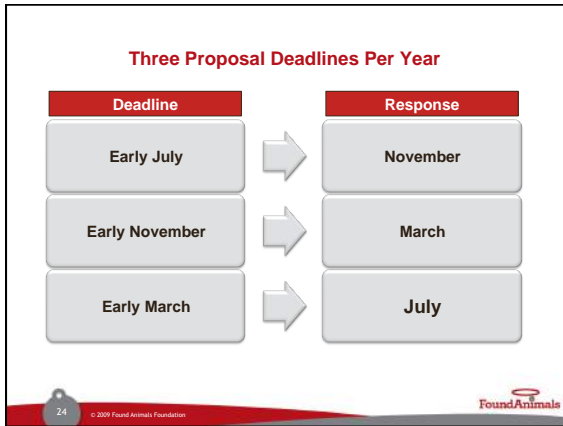 Three Proposal Deadlines Per Year
Deadline
Response
Early July
November
Early November
March
Early March
July
24
© 2009 Found Animals Foundation
FoundAnimals